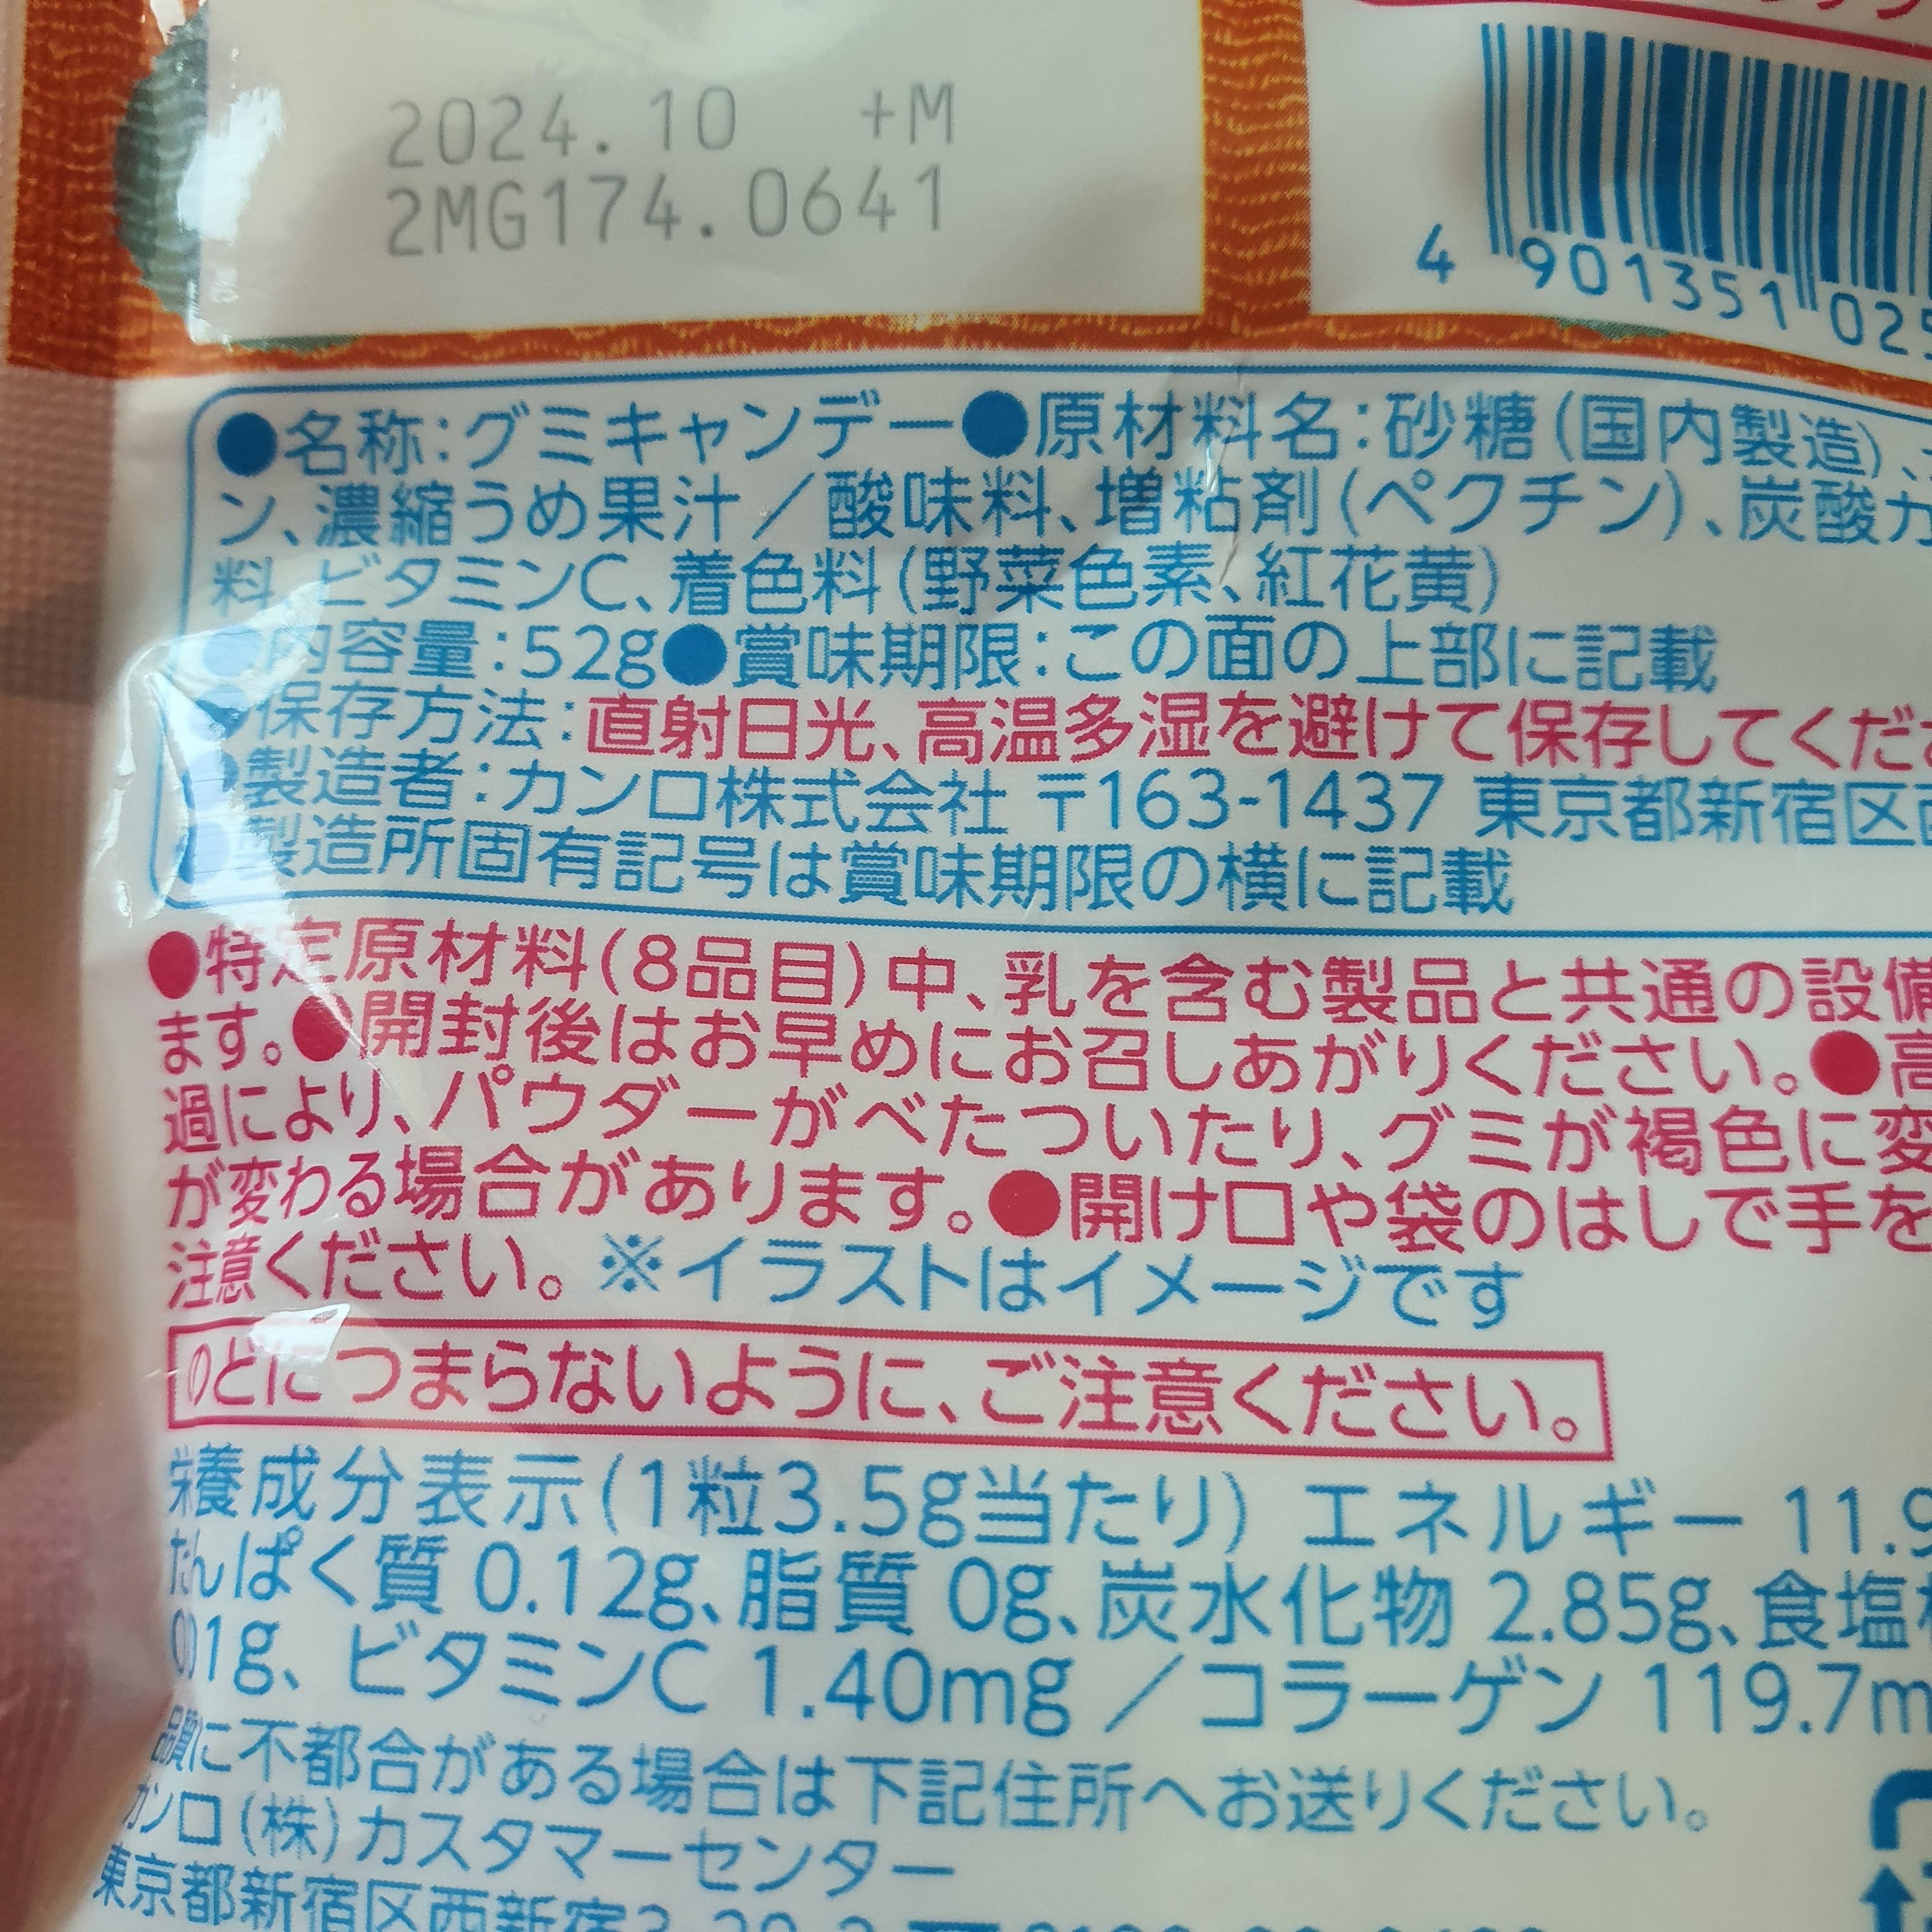 2024.10 +M
2MG174.0641
4 901351 025
●名称:グミキャンデー●原材料名:砂糖(国内製造)、
ン、濃縮うめ果汁/酸味料、増粘剤(ペクチン)、炭酸カ
料、ビタミンC、着色料(野菜色素、紅花黄)
●内容量:52g●賞味期限:この面の上部に記載
●保存方法:直射日光、高温多湿を避けて保存してくださ
●製造者:カンロ株式会社 〒163-1437 東京都新宿区西
●製造所固有記号は賞味期限の横に記載
●特定原材料(8品目)中、乳を含む製品と共通の設備
ます。●開封後はお早めにお召しあがりください。●高
過により、パウダーがべたついたり、グミが褐色に変
が変わる場合があります。●開け口や袋のはしで手を
注意ください。※イラストはイメージです
のどにつまらないように、ご注意ください。
栄養成分表示(1粒3.5g当たり) エネルギー 11.9
たんぱく質 0.12g、脂質 0g、炭水化物 2.85g、食塩相
001g、ビタミンC 1.40mg /コラーゲン 119.7m
品質に不都合がある場合は下記住所へお送りください。
カンロ(株)カスタマーセンター
東京都新宿区西新宿3-20-2